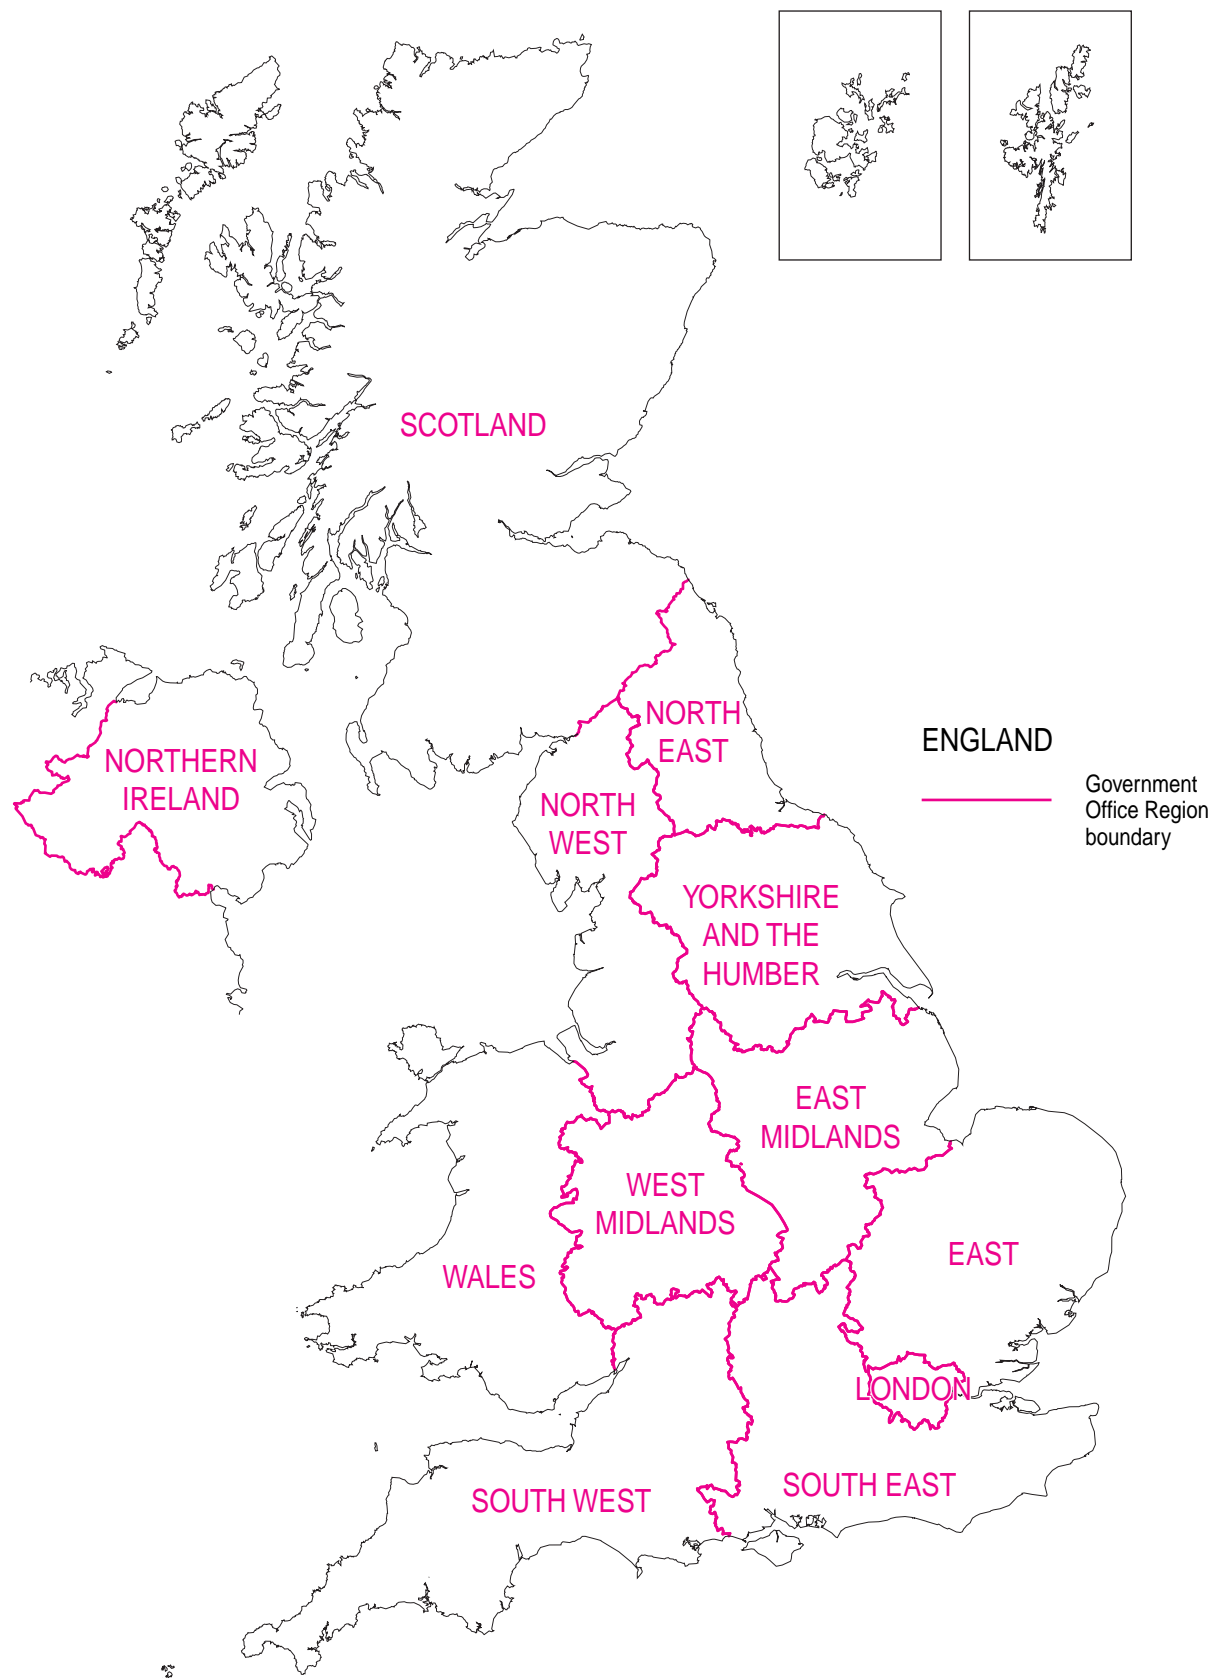 SCOTLAND
NORTH
EAST
ENGLAND
NORTHERN
IRELAND
Government
Office Region
boundary
NORTH
WEST
YORKSHIRE
AND THE
HUMBER
EAST
MIDLANDS
WEST
MIDLANDS
EAST
WALES
LONDON
SOUTH EAST
SOUTH WEST